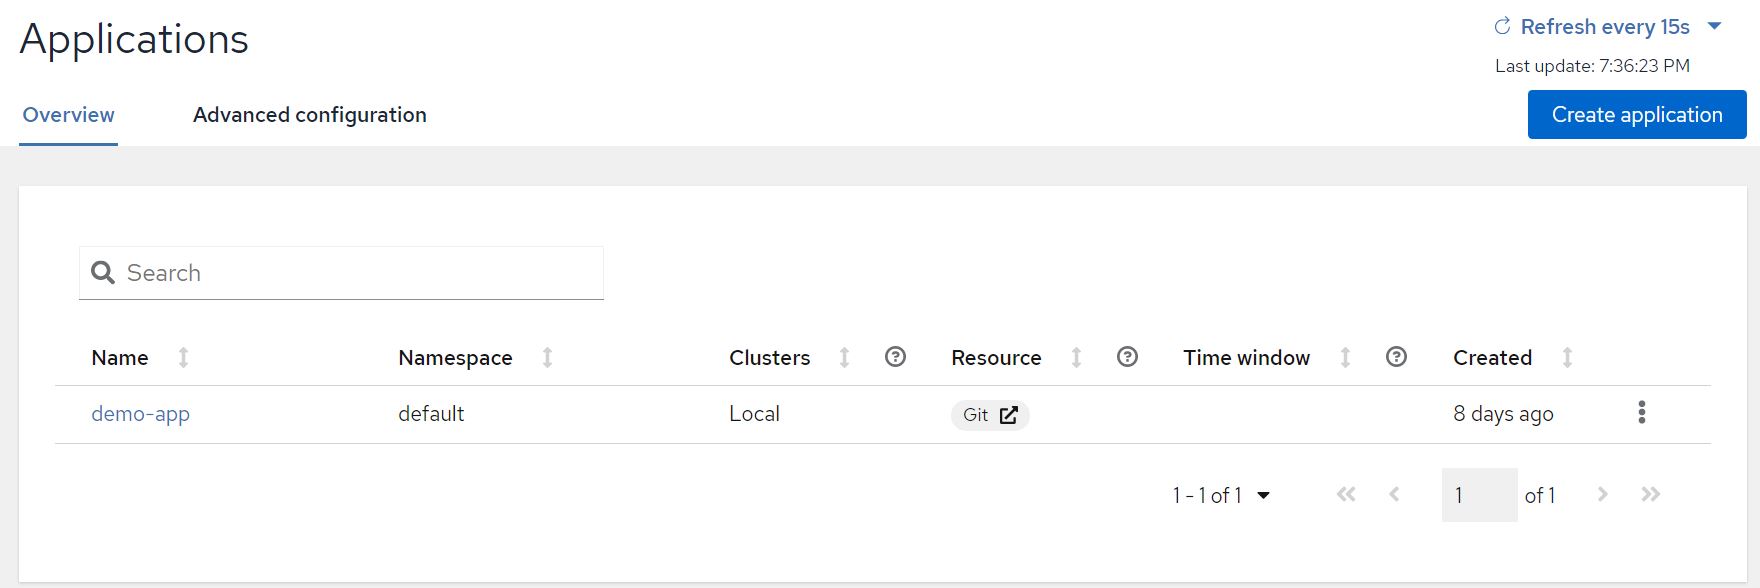 Applications
Refresh every 15s
Last update: 7:36:23 PM
Overview Advanced configuration Create application
Search
Name Namespace Clusters Resource Time window Created
demo-app default Local Git 8 days ago
1 - 1 of 1 1 of 1